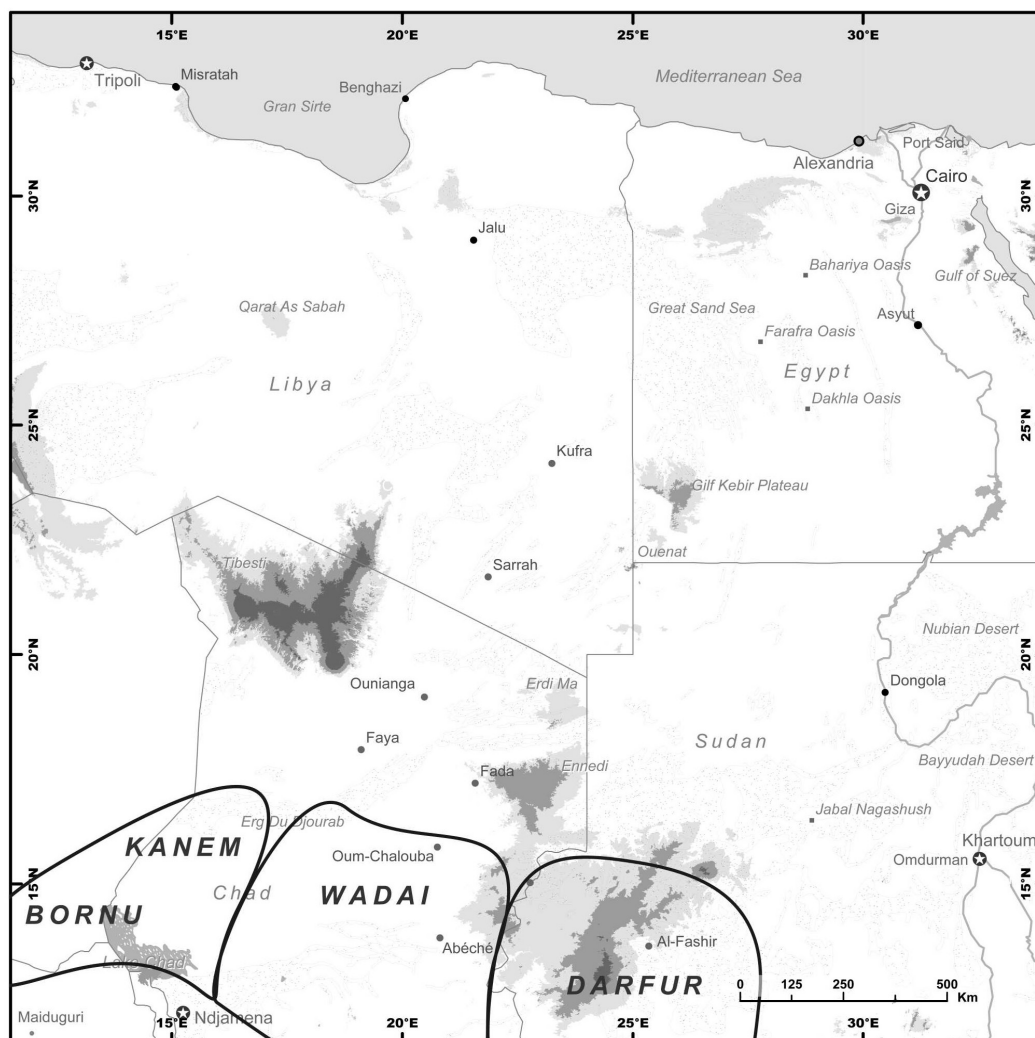 15°E
20°E
25°E
30°E
Tripoli
Misratah
Benghazi
Gran Sirte
Mediterranean Sea
Alexandria
Port Said
Cairo
Giza
30°N
30°N
Jalu
Bahariya Oasis
Gulf of Suez
Qarat As Sabah
Great Sand Sea
Asyut
Farafra Oasis
Libya
Egypt
Dakhla Oasis
25°N
25°N
Kufra
Gilf Kebir Plateau
Tibesti
Ouenat
Sarrah
20°N
20°N
Nubian Desert
Ounianga
Erdi Ma
Dongola
Faya
Sudan
Fada
Ennedi
Bayyudah Desert
Erg Du Djourab
Jabal Nagashush
KANEM
Oum-Chalouba
Khartoum
Omdurman
15°N
15°N
Chad
WADAI
BORNU
Abéché
Al-Fashir
Lake Chad
DARFUR
0 125 250 500
Km
Maiduguri
Ndjamena
15°E
20°E
25°E
30°E